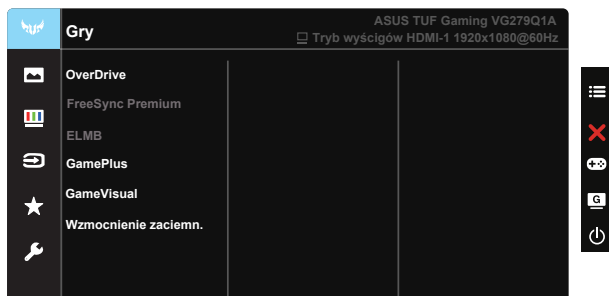 Gry
ASUS TUF Gaming VG279Q1A
Tryb wyścigów HDMI-1 1920x1080@60Hz
OverDrive
FreeSync Premium
ELMB
GamePlus
GameVisual
Wzmocnienie zaciemn.
G